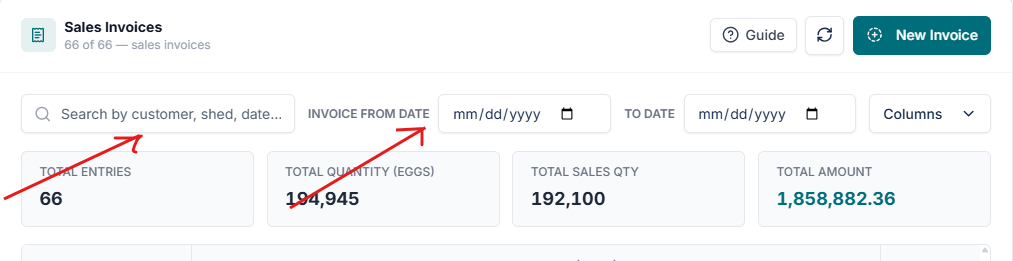 Sales Invoices
66 of 66 — sales invoices
Guide
New Invoice
Search by customer, shed, date...
INVOICE FROM DATE
mm/dd/yyyy
TO DATE
mm/dd/yyyy
Columns
TOTAL ENTRIES
66
TOTAL QUANTITY (EGGS)
194,945
TOTAL SALES QTY
192,100
TOTAL AMOUNT
1,858,882.36